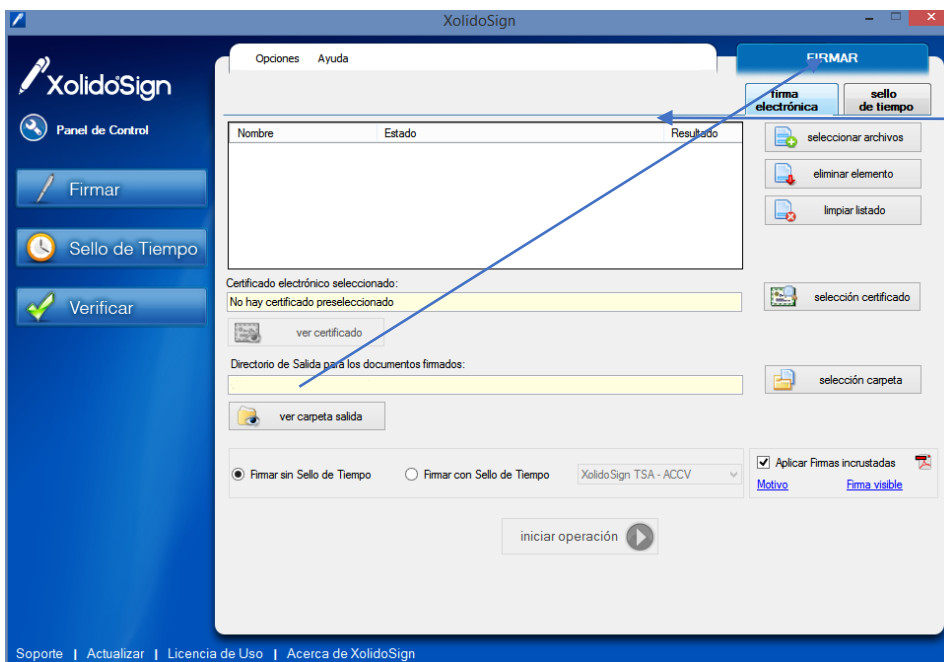 XolidoSign
XolidoSign
Panel de Control
Firmar
Sello de Tiempo
Verificar
Opciones Ayuda
FIRMAR
firma
electrónica
sello
de tiempo
Nombre Estado Resultado
seleccionar archivos
eliminar elemento
limpiar listado
Certificado electrónico seleccionado:
No hay certificado preseleccionado
selección certificado
ver certificado
Directorio de Salida para los documentos firmados:
selección carpeta
ver carpeta salida
Firmar sin Sello de Tiempo Firmar con Sello de Tiempo XolidoSign TSA - ACCV
Aplicar Firmas incrustadas
Motivo Firma visible
iniciar operación
Soporte | Actualizar | Licencia de Uso | Acerca de XolidoSign